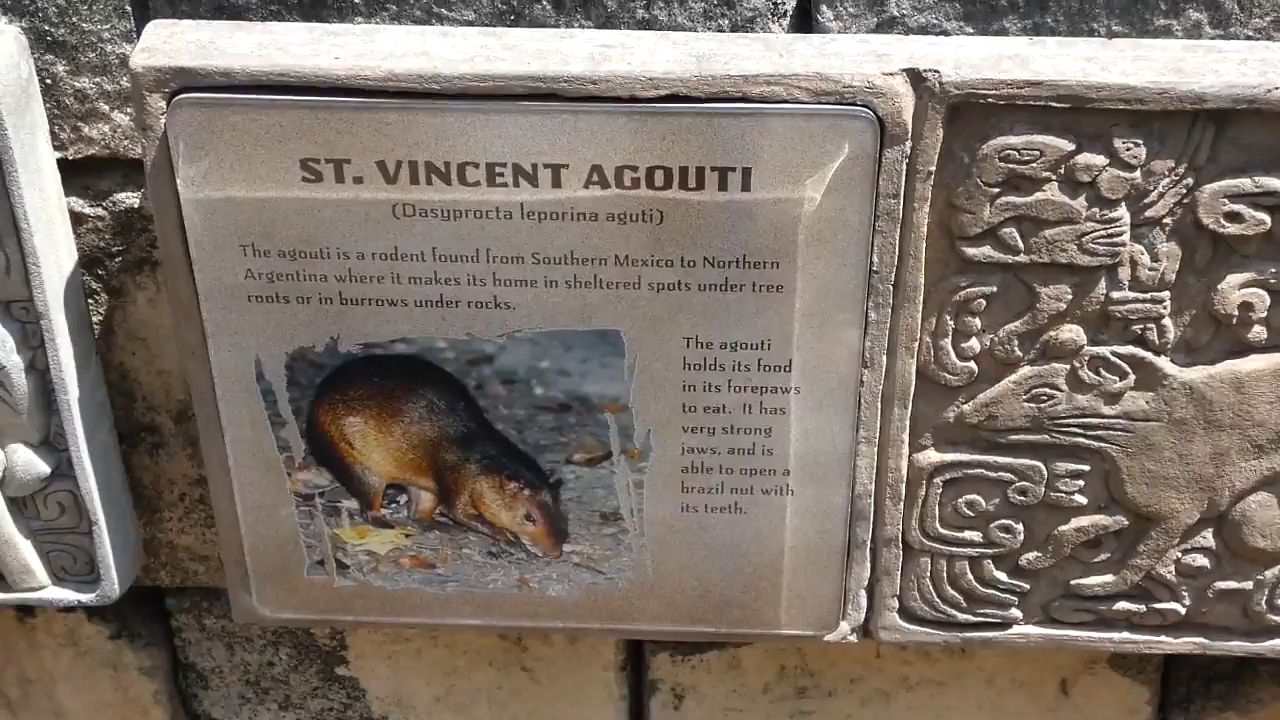 ST. VINCENT AGOUTI
(Dasyprocta leporina aguti)
The agouti is a rodent found from Southern Mexico to Northern
Argentina where it makes its home in sheltered spots under tree
roots or in burrows under rocks.
The agouti
holds its food
in its forepaws
to eat. It has
very strong
jaws, and is
able to open a
brazil nut with
its teeth.